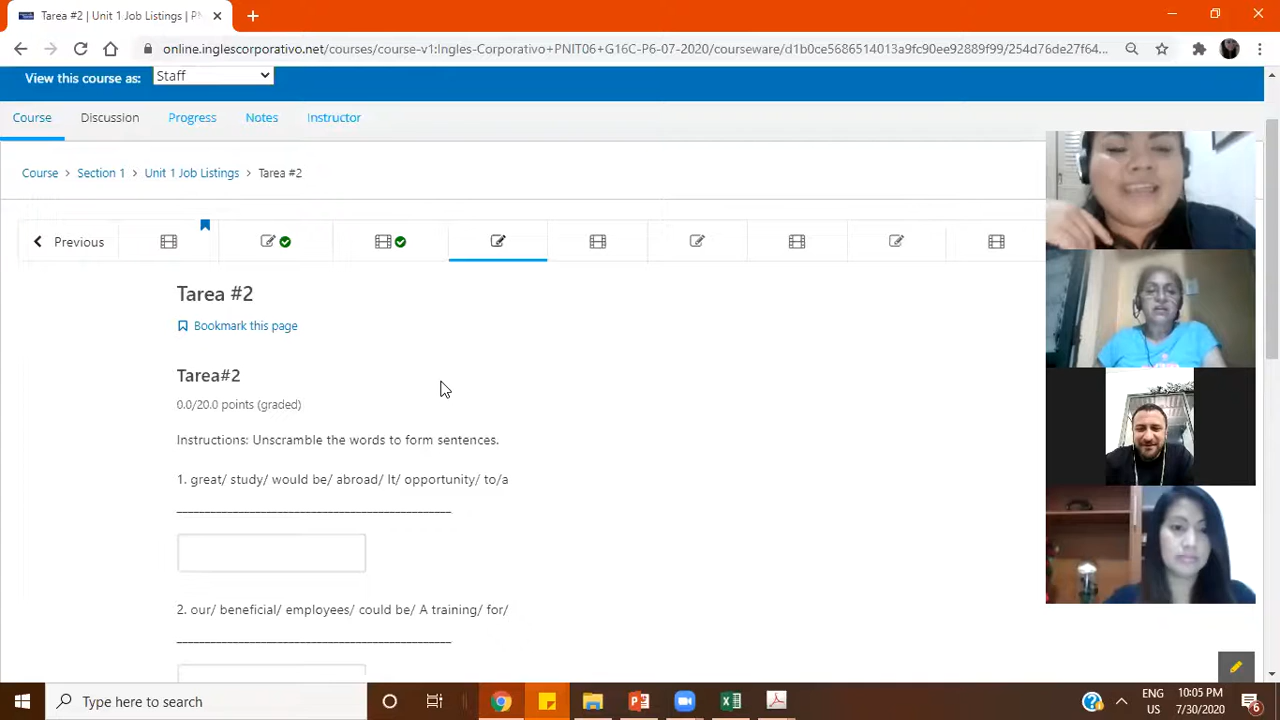 Tarea #2 | Unit 1 Job Listings | P
online.inglescorporativo.net/courses/course-v1:Ingles-Corporativo+PNIT06+G16C-P6-07-2020/courseware/d1b0ce5686514013a9fc90ee92889f99/254d76de27f64...
View this course as: Staff
Course Discussion Progress Notes Instructor
Course > Section 1 > Unit 1 Job Listings > Tarea #2
Previous
Tarea #2
Bookmark this page
Tarea#2
0.0/20.0 points (graded)
Instructions: Unscramble the words to form sentences.
1. great/ study/ would be/ abroad/ It/ opportunity/ to/a
2. our/ beneficial/ employees/ could be/ A training/ for/
Type here to search
ENG
US
10:05 PM
7/30/2020
6